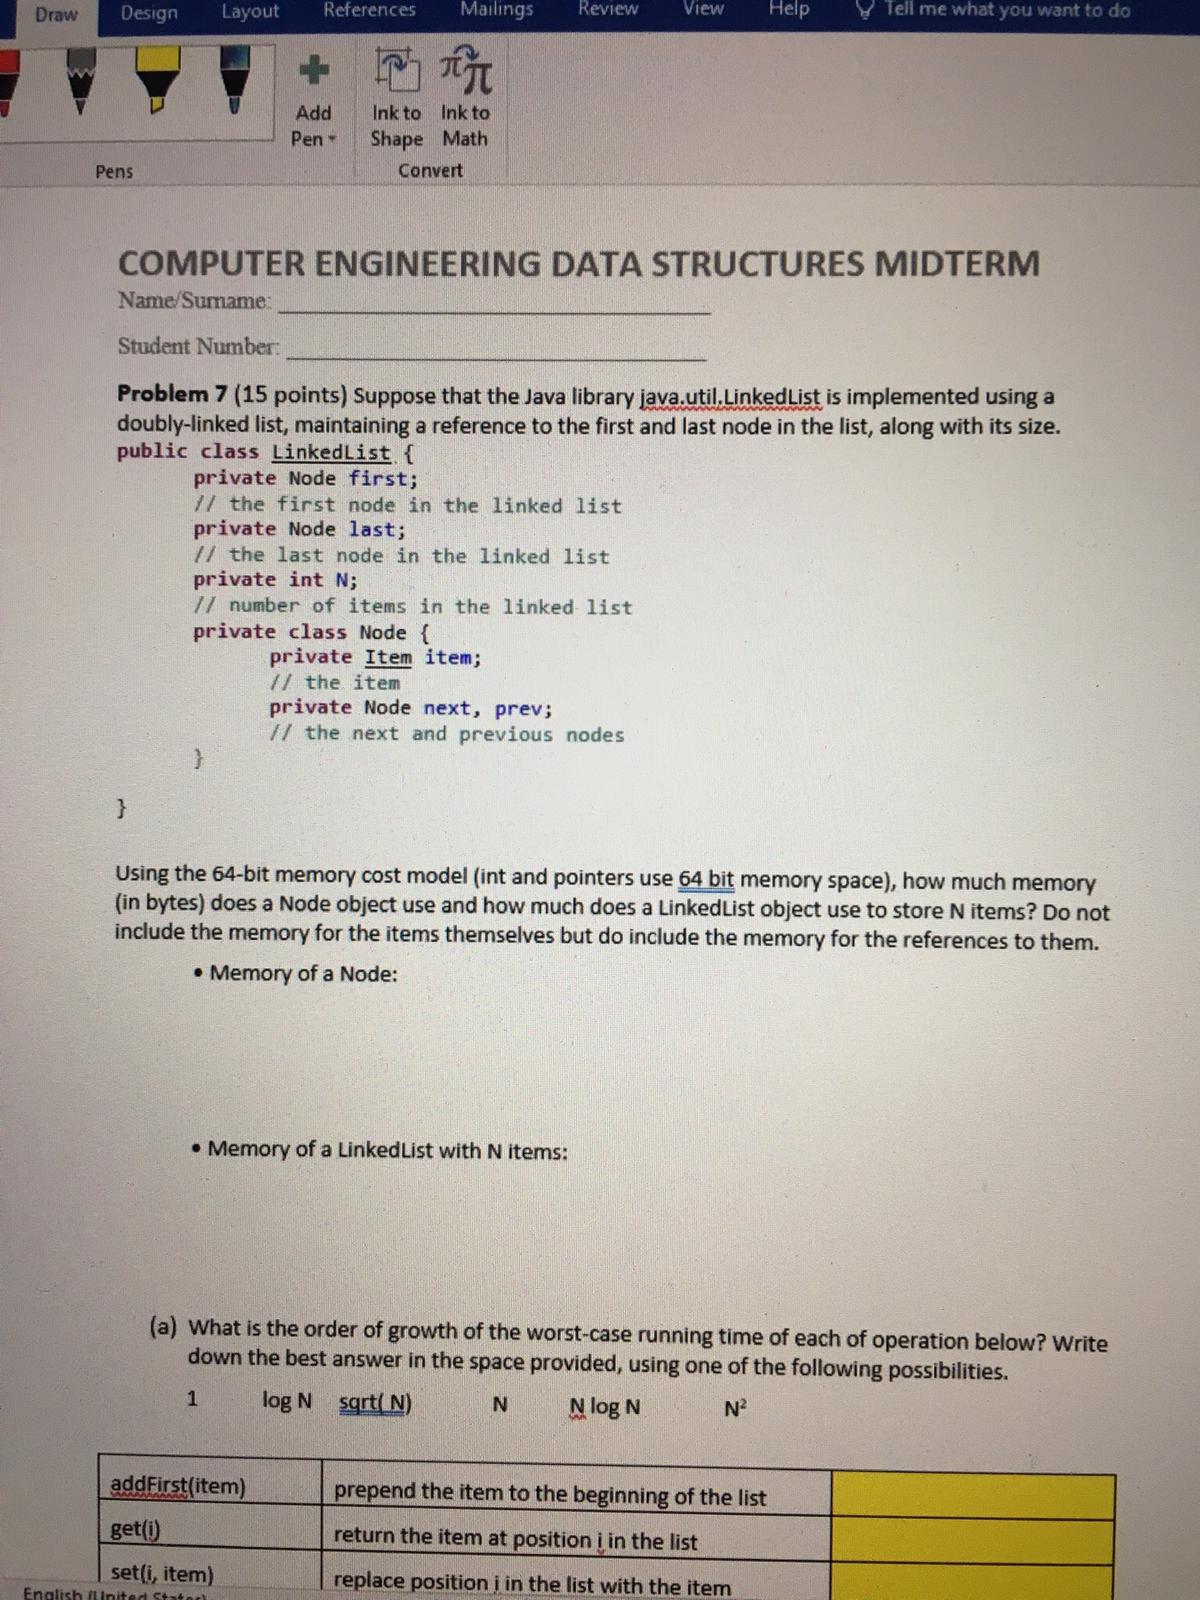 Draw Design Layout References Mailings Review View Help Tell me what you want to do
Add Pen
Ink to Shape
Ink to Math
Pens
Convert
COMPUTER ENGINEERING DATA STRUCTURES MIDTERM
Name/Surname:
Student Number:
Problem 7 (15 points) Suppose that the Java library java.util.LinkedList is implemented using a
doubly-linked list, maintaining a reference to the first and last node in the list, along with its size.
public class LinkedList {
private Node first;
// the first node in the linked list
private Node last;
// the last node in the linked list
private int N;
// number of items in the linked list
private class Node {
private Item item;
// the item
private Node next, prev;
// the next and previous nodes
}
}
Using the 64-bit memory cost model (int and pointers use 64 bit memory space), how much memory
(in bytes) does a Node object use and how much does a LinkedList object use to store N items? Do not
include the memory for the items themselves but do include the memory for the references to them.
• Memory of a Node:
• Memory of a LinkedList with N items:
(a) What is the order of growth of the worst-case running time of each of operation below? Write
down the best answer in the space provided, using one of the following possibilities.
1 log N sqrt( N) N N log N N²
addFirst(item) prepend the item to the beginning of the list
get(i) return the item at position i in the list
set(i, item) replace position i in the list with the item
English (United States)